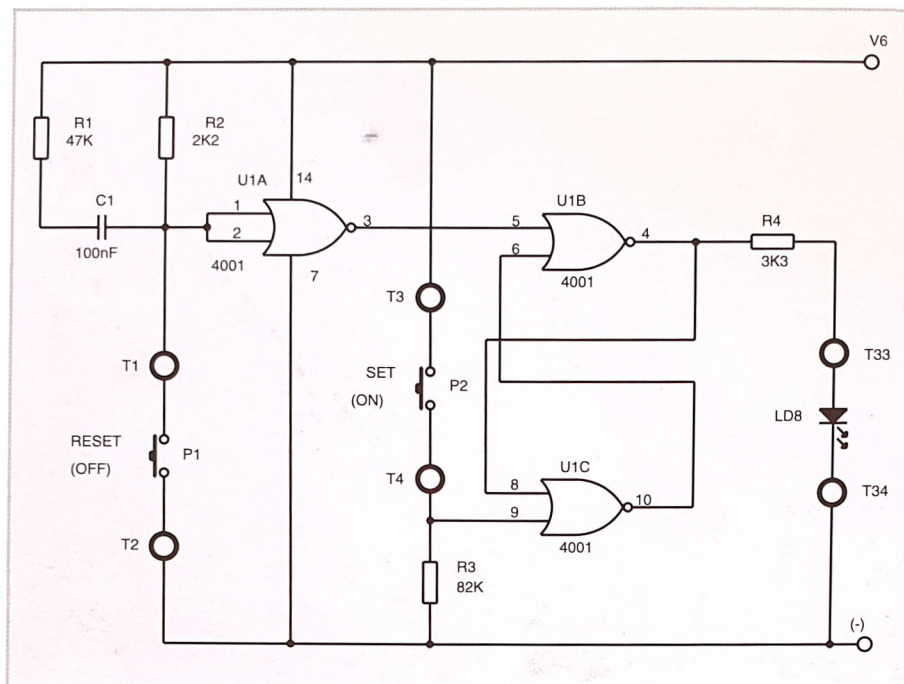 V6
R1
47K
R2
2K2
C1
100nF
U1A
14
1
2
3
4001
7
T3
SET
(ON)
P2
T4
T1
RESET
(OFF)
P1
T2
R3
82K
U1B
5
6
4
4001
R4
3K3
T33
LD8
T34
U1C
8
9
10
4001
(-)